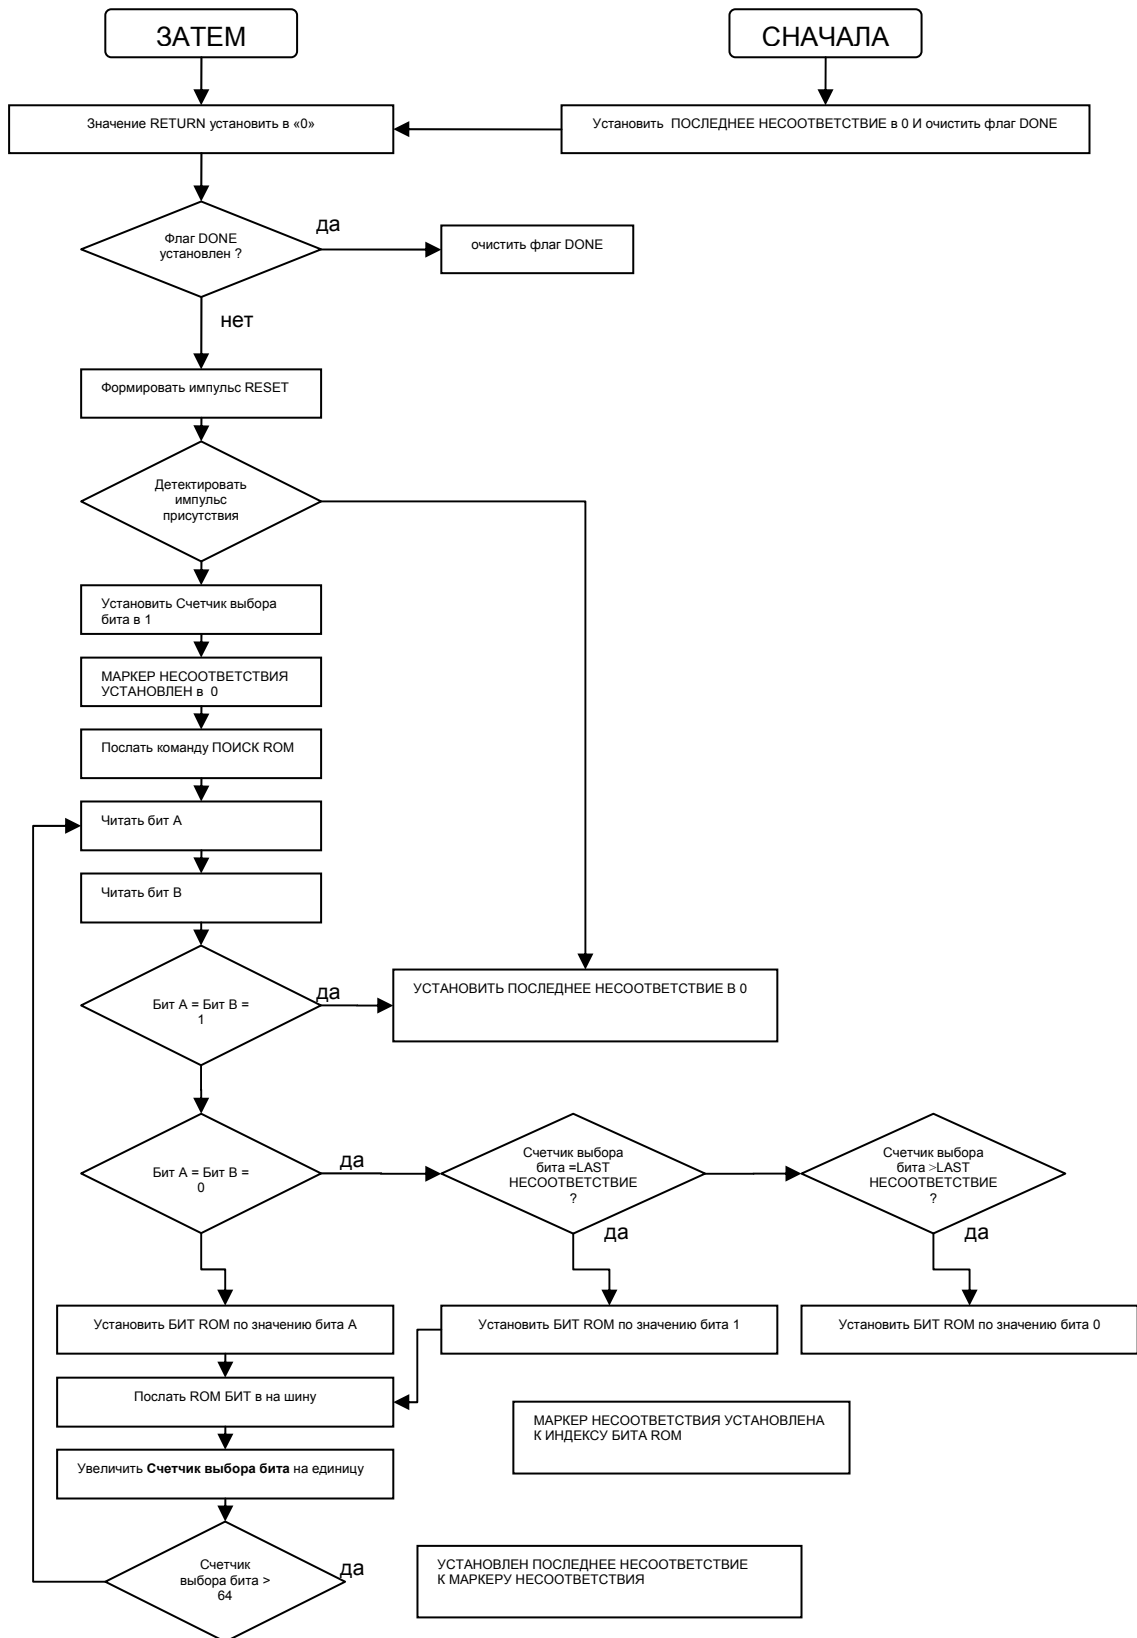 ЗАТЕМ
СНАЧАЛА
Значение RETURN установить в «0»
Установить ПОСЛЕДНЕЕ НЕСООТВЕТСТВИЕ в 0 И очистить флаг DONE
Флаг DONE
установлен ?
да
очистить флаг DONE
нет
Формировать импульс RESET
Детектировать
импульс
присутствия
Установить Счетчик выбора
бита в 1
МАРКЕР НЕСООТВЕТСТВИЯ
УСТАНОВЛЕН в 0
Послать команду ПОИСК ROM
Читать бит А
Читать бит В
Бит А = Бит В =
1
да
УСТАНОВИТЬ ПОСЛЕДНЕЕ НЕСООТВЕТСТВИЕ В 0
Бит А = Бит В =
0
да
Счетчик выбора
бита =LAST
НЕСООТВЕТСТВИЕ
?
да
Счетчик выбора
бита >LAST
НЕСООТВЕТСТВИЕ
?
да
Установить БИТ ROM по значению бита А
Установить БИТ ROM по значению бита 1
Установить БИТ ROM по значению бита 0
Послать ROM БИТ в на шину
МАРКЕР НЕСООТВЕТСТВИЯ УСТАНОВЛЕНА
К ИНДЕКСУ БИТА ROM
Увеличить Счетчик выбора бита на единицу
Счетчик
выбора бита >
64
да
УСТАНОВЛЕН ПОСЛЕДНЕЕ НЕСООТВЕТСТВИЕ
К МАРКЕРУ НЕСООТВЕТСТВИЯ